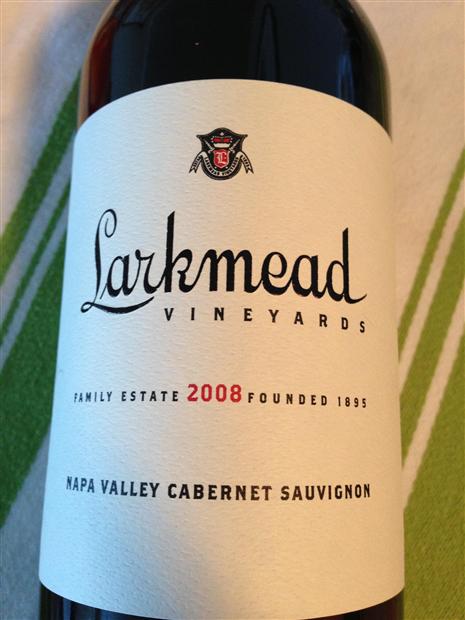 Larkmead
VINEYARDS
FAMILY ESTATE 2008 FOUNDED 1895
NAPA VALLEY CABERNET SAUVIGNON